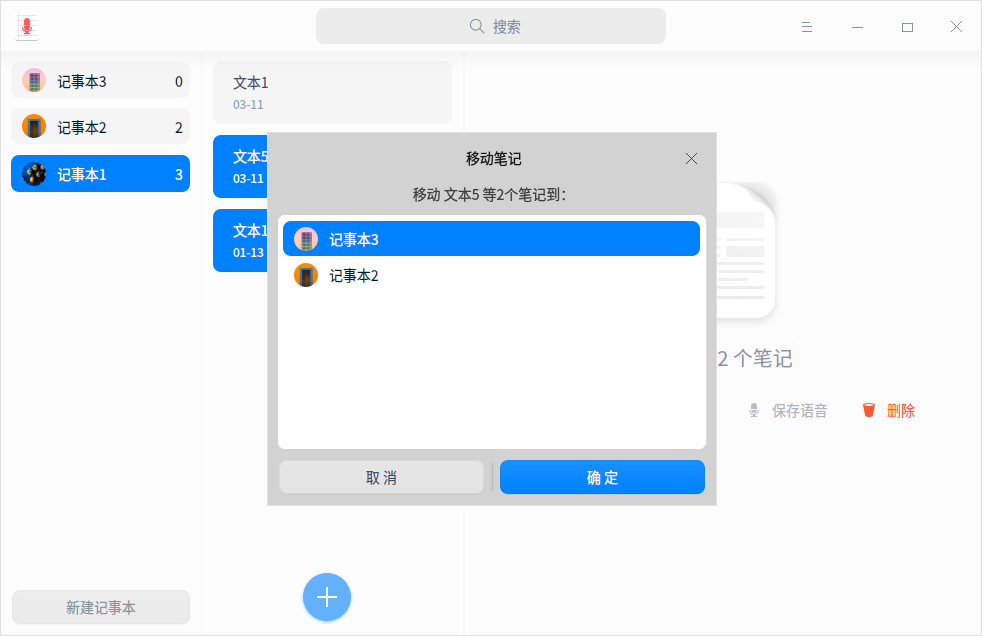 搜索
记事本3 0
记事本2 2
记事本1 3
新建记事本
文本1
03-11
文本5
03-11
文本1
01-13
移动笔记
移动 文本5 等2个笔记到：
记事本3
记事本2
取 消
确 定
2 个笔记
保存语音
删除